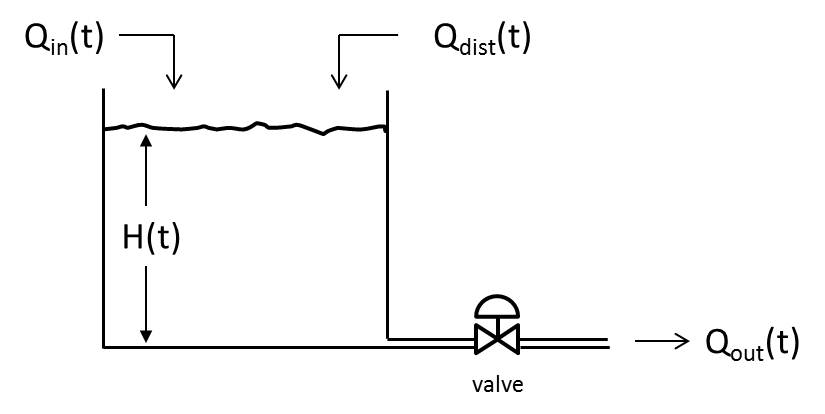 Qin(t)
Qdist(t)
H(t)
Qout(t)
valve